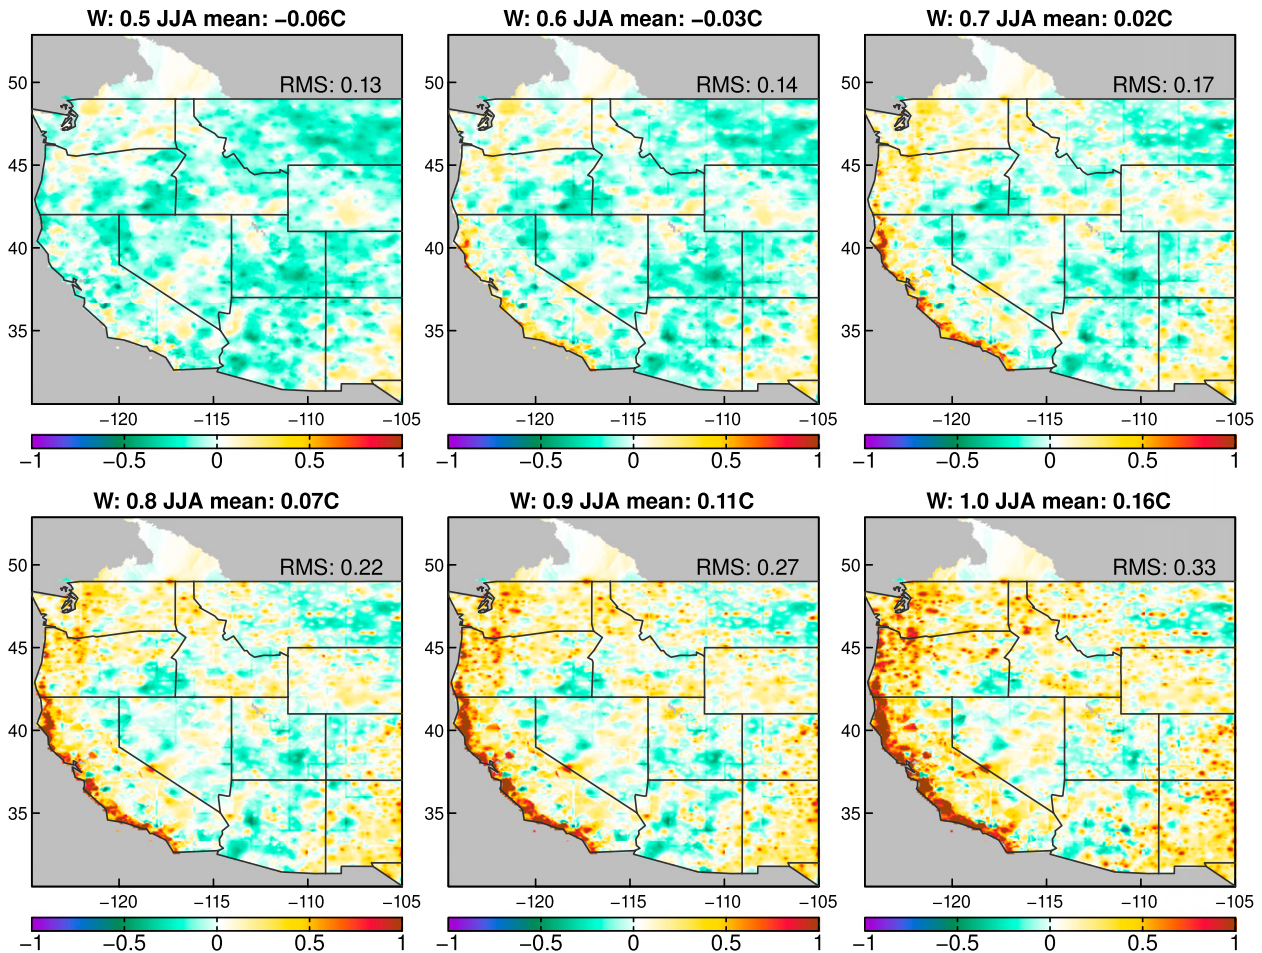 W: 0.5 JJA mean: −0.06C
W: 0.6 JJA mean: −0.03C
W: 0.7 JJA mean: 0.02C
RMS: 0.13
RMS: 0.14
RMS: 0.17
50
45
40
35
50
45
40
35
50
45
40
35
−120 −115 −110 −105
−120 −115 −110 −105
−120 −115 −110 −105
−1 −0.5 0 0.5 1
−1 −0.5 0 0.5 1
−1 −0.5 0 0.5 1
W: 0.8 JJA mean: 0.07C
W: 0.9 JJA mean: 0.11C
W: 1.0 JJA mean: 0.16C
RMS: 0.22
RMS: 0.27
RMS: 0.33
50
45
40
35
50
45
40
35
50
45
40
35
−120 −115 −110 −105
−120 −115 −110 −105
−120 −115 −110 −105
−1 −0.5 0 0.5 1
−1 −0.5 0 0.5 1
−1 −0.5 0 0.5 1